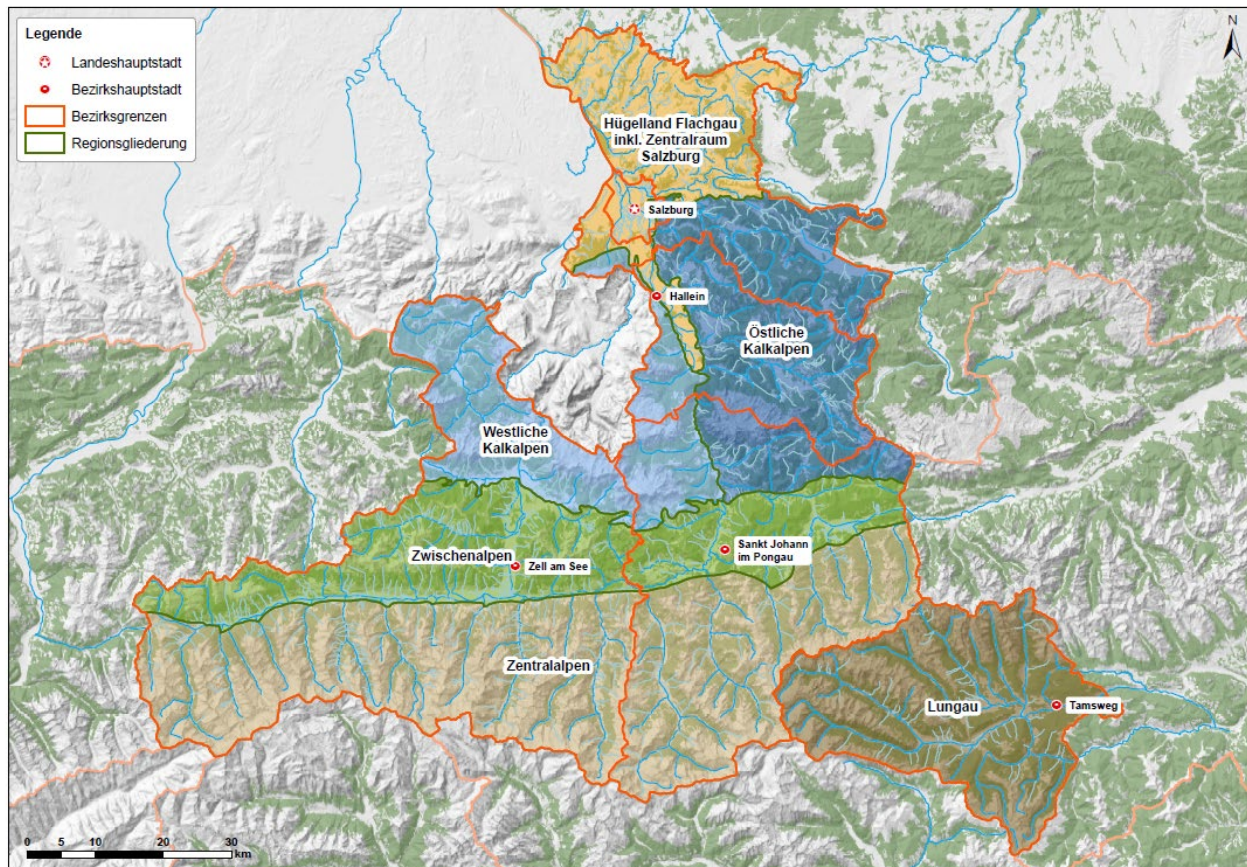 Legende
Landeshauptstadt
Bezirkshauptstadt
Bezirksgrenzen
Regionsgliederung
N
Hügelland Flachgau
inkl. Zentralraum
Salzburg
Salzburg
Hallein
Östliche
Kalkalpen
Westliche
Kalkalpen
Zwischenalpen
Zell am See
Sankt Johann
im Pongau
Zentralalpen
Lungau
Tamsweg
0 5 10 20 30
km